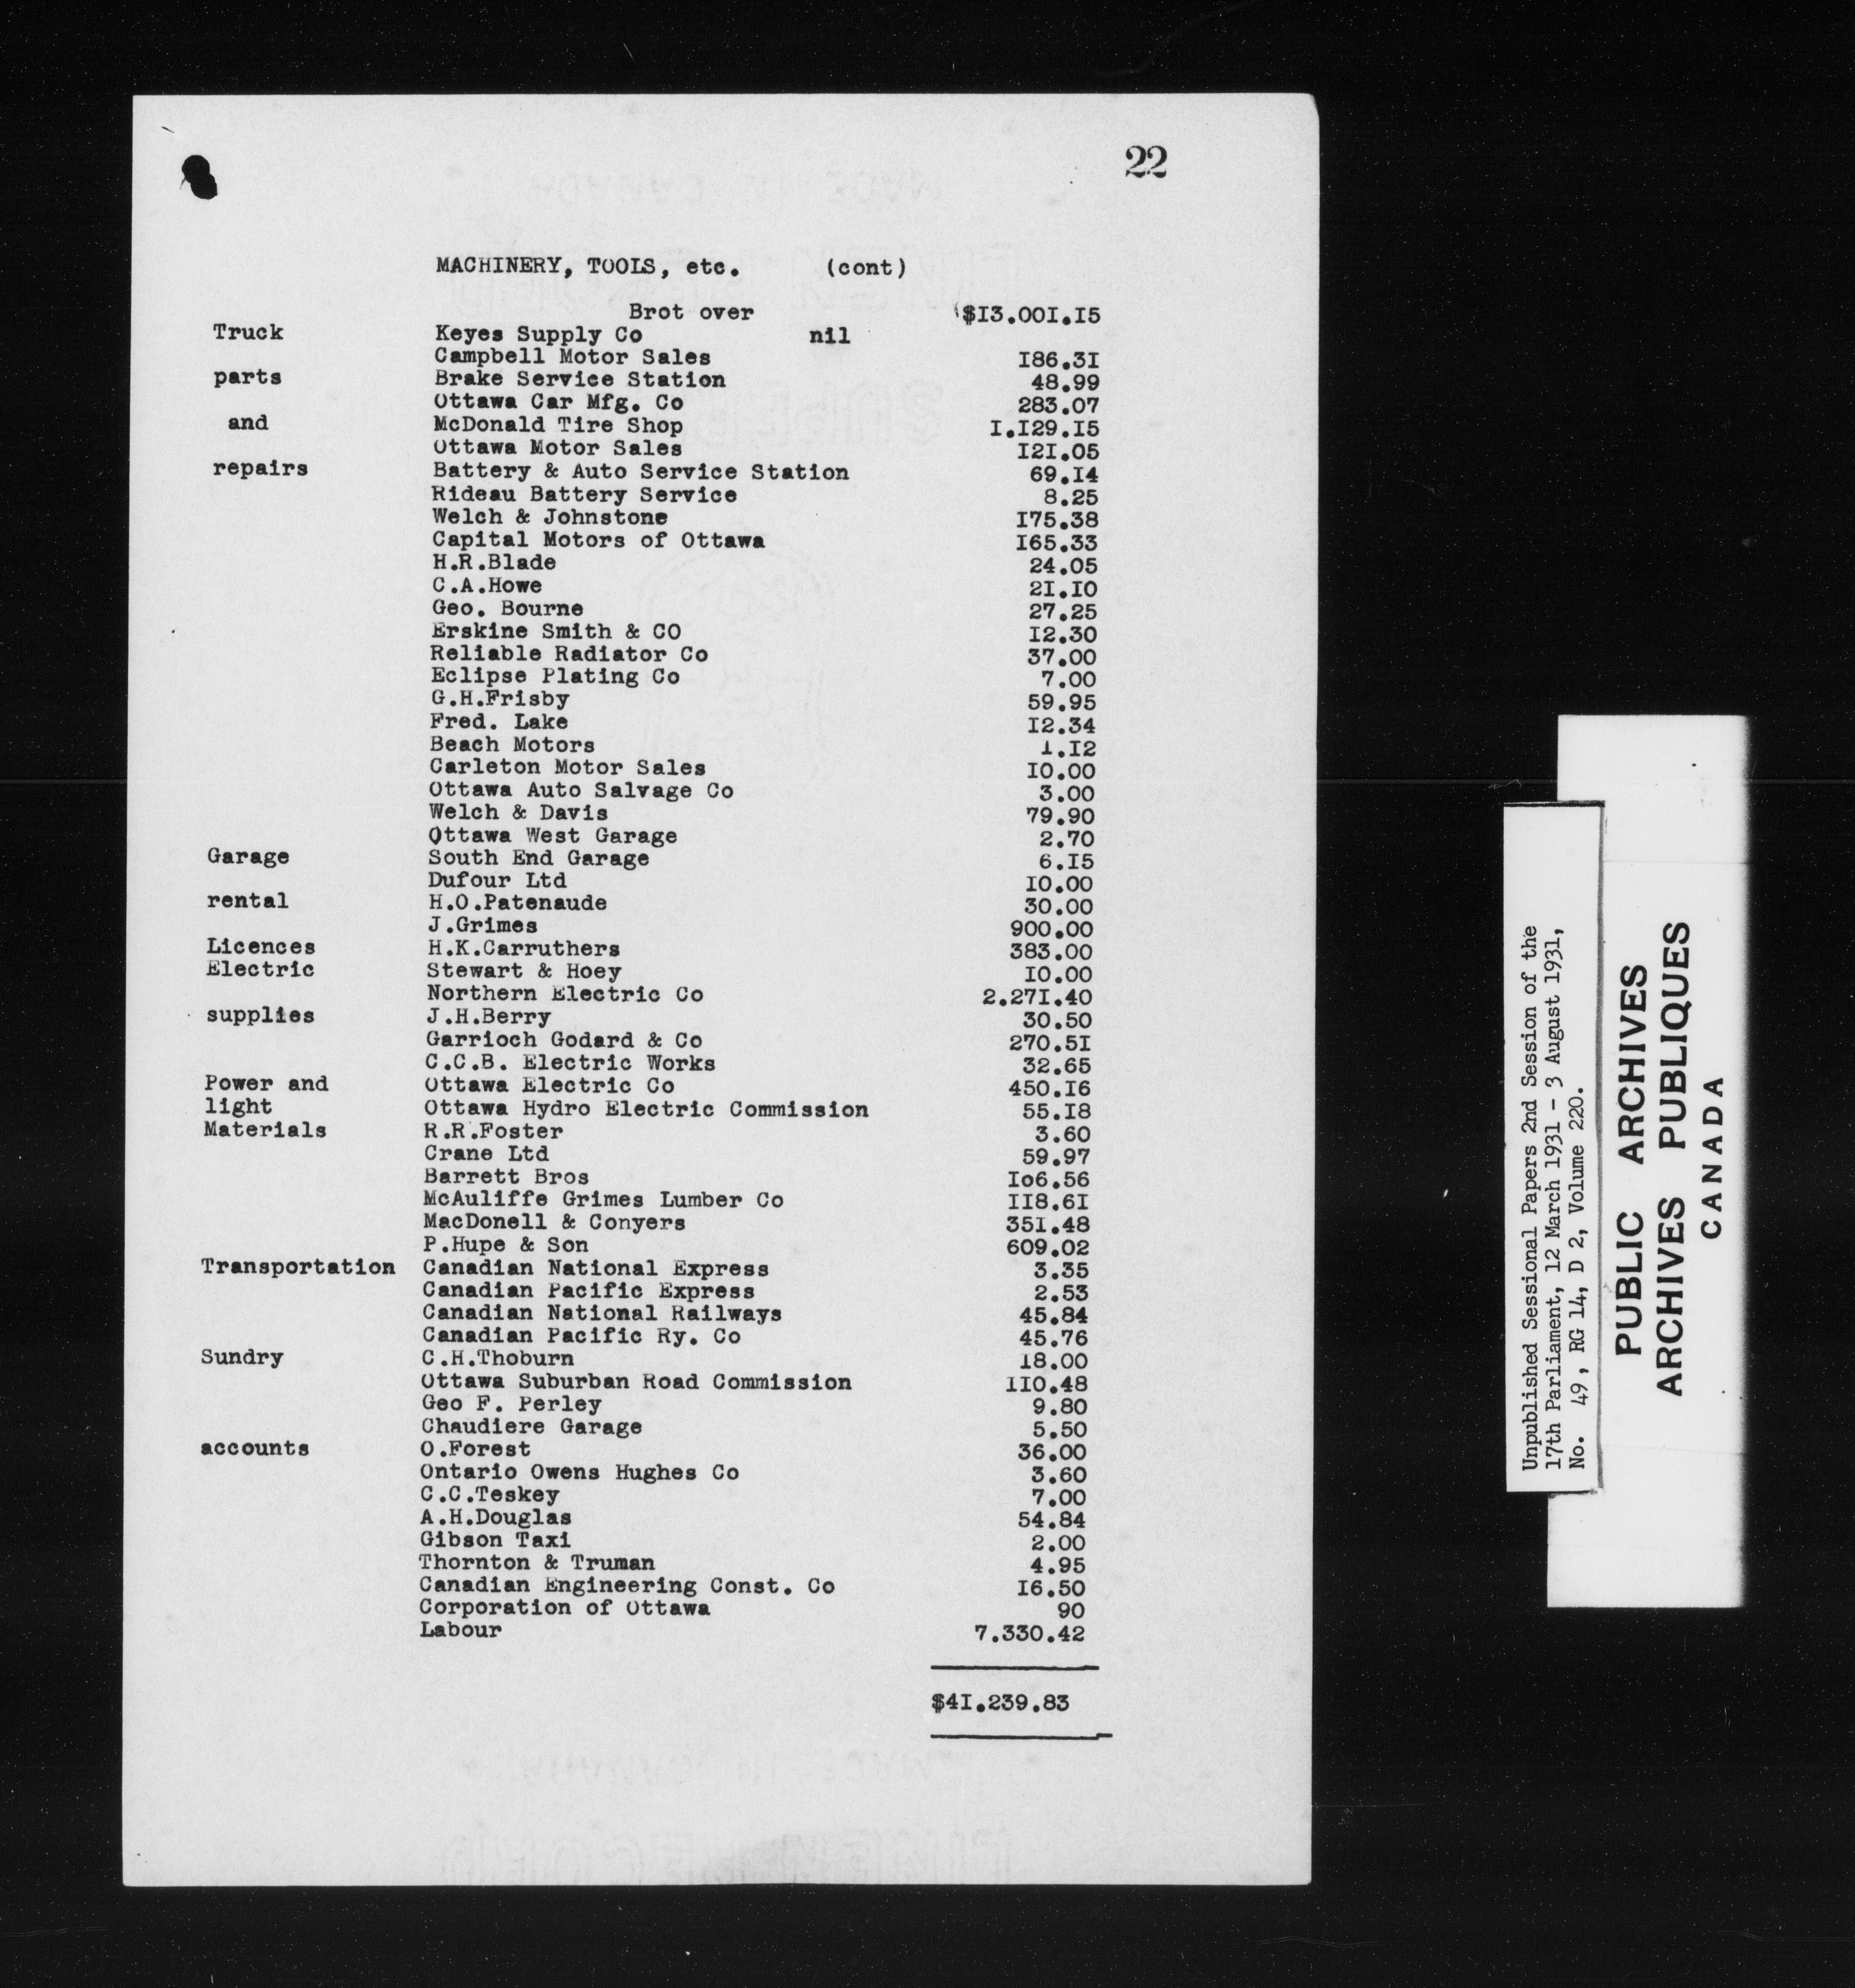 22
MACHINERY, TOOLS, etc. (cont)
Brot over $13.001.15
Truck Keyes Supply Co nil
Campbell Motor Sales 186.31
parts Brake Service Station 48.99
Ottawa Car Mfg. Co 283.07
and McDonald Tire Shop 1.129.15
Ottawa Motor Sales 121.05
repairs Battery & Auto Service Station 69.14
Rideau Battery Service 8.25
Welch & Johnstone 175.38
Capital Motors of Ottawa 165.33
H.R.Blade 24.05
C.A.Howe 21.10
Geo. Bourne 27.25
Erskine Smith & CO 12.30
Reliable Radiator Co 37.00
Eclipse Plating Co 7.00
G.H.Frisby 59.95
Fred. Lake 12.34
Beach Motors 1.12
Carleton Motor Sales 10.00
Ottawa Auto Salvage Co 3.00
Welch & Davis 79.90
Ottawa West Garage 2.70
Garage South End Garage 6.15
Dufour Ltd 10.00
rental H.O.Patenaude 30.00
J.Grimes 900.00
Licences H.K.Carruthers 383.00
Electric Stewart & Hoey 10.00
Northern Electric Co 2.271.40
supplies J.H.Berry 30.50
Garrioch Godard & Co 270.51
C.C.B. Electric Works 32.65
Power and Ottawa Electric Co 450.16
light Ottawa Hydro Electric Commission 55.18
Materials R.R.Foster 3.60
Crane Ltd 59.97
Barrett Bros 1o6.56
McAuliffe Grimes Lumber Co 118.61
MacDonell & Conyers 351.48
P.Hupe & Son 609.02
Transportation Canadian National Express 3.35
Canadian Pacific Express 2.53
Canadian National Railways 45.84
Canadian Pacific Ry. Co 45.76
Sundry C.H.Thoburn 18.00
Ottawa Suburban Road Commission 110.48
Geo F. Perley 9.80
Chaudiere Garage 5.50
accounts O.Forest 36.00
Ontario Owens Hughes Co 3.60
C.C.Teskey 7.00
A.H.Douglas 54.84
Gibson Taxi 2.00
Thornton & Truman 4.95
Canadian Engineering Const. Co 16.50
Corporation of Ottawa 90
Labour 7.330.42
$41.239.83
Unpublished Sessional Papers 2nd Session of the
17th Parliament, 12 March 1931 - 3 August 1931,
No. 49, RG 14, D 2, Volume 220.
PUBLIC ARCHIVES
ARCHIVES PUBLIQUES
CANADA